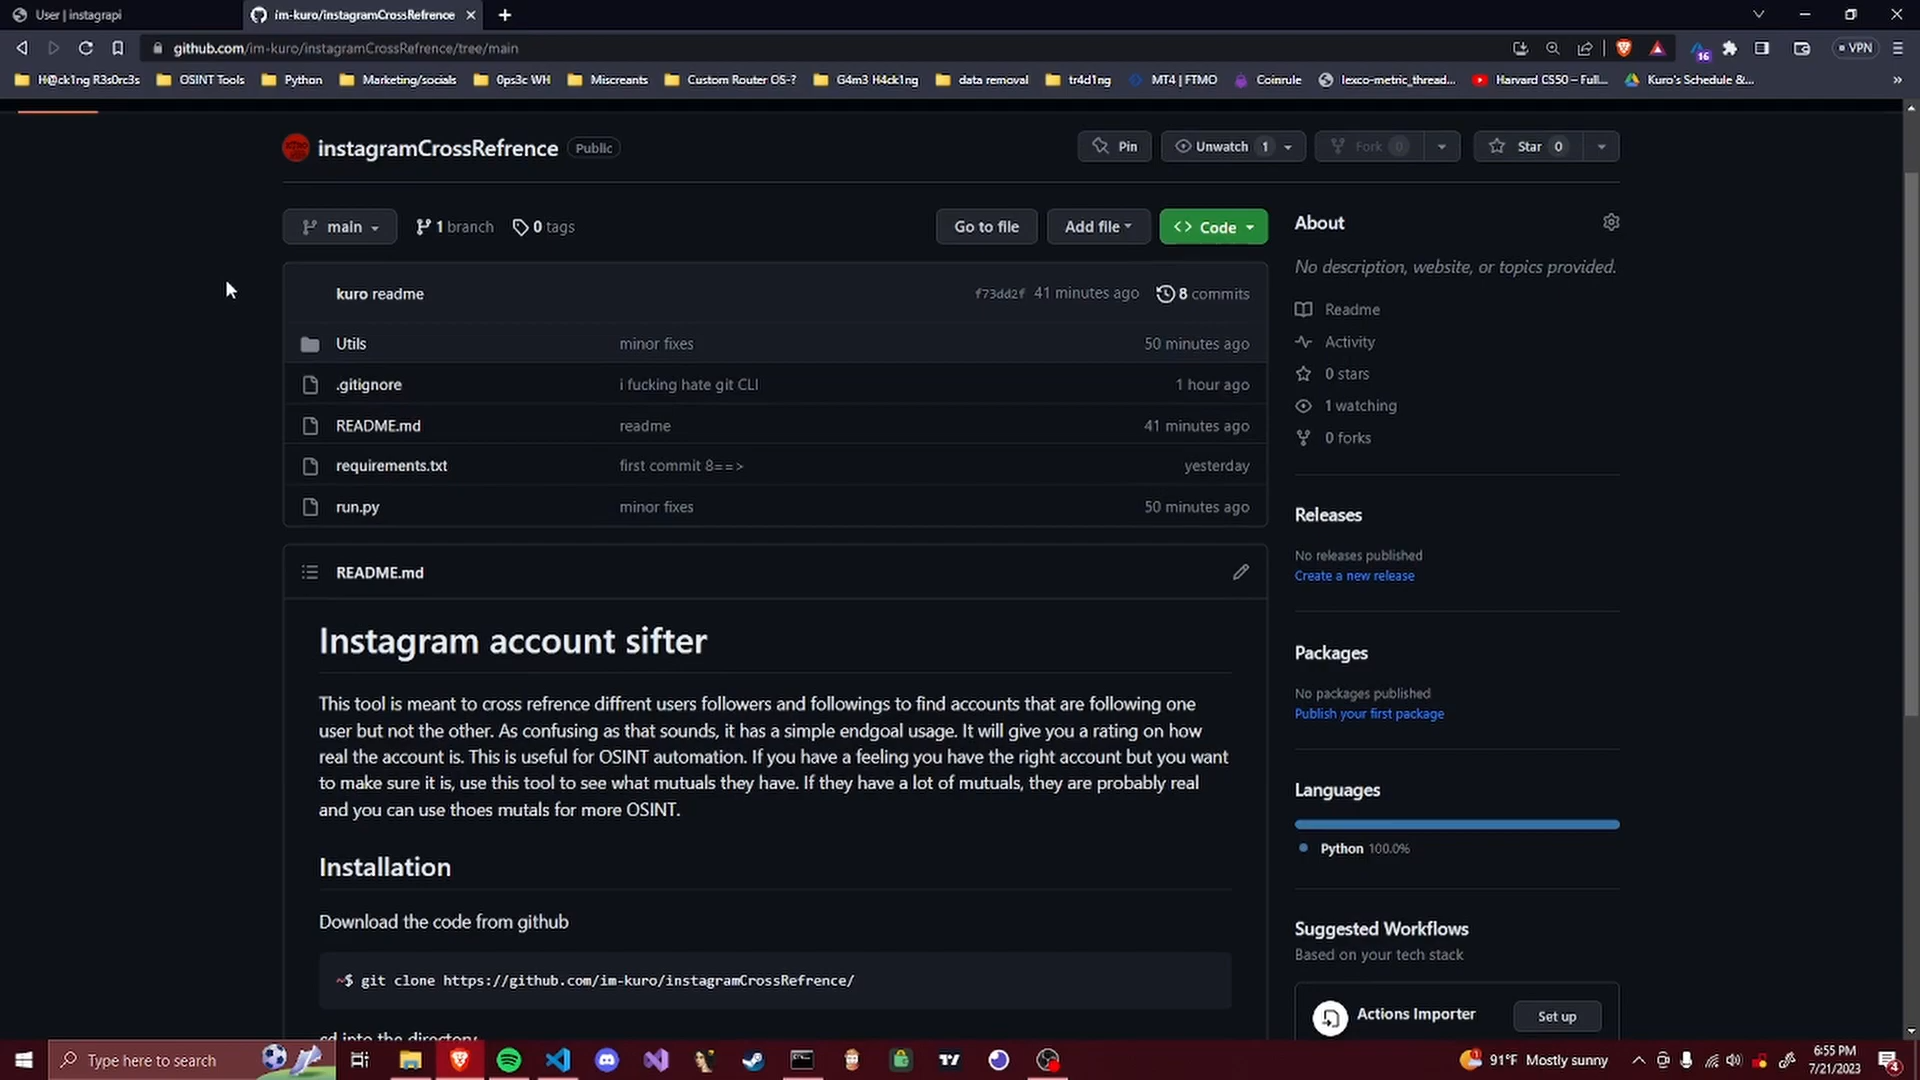 User | instagrapi
im-kuro/instagramCrossRefrence
github.com/im-kuro/instagramCrossRefrence/tree/main
16
VPN
H@ck1ng R3s0rc3s
OSINT Tools
Python
Marketing/socials
0ps3c WH
Miscreants
Custom Router OS-?
G4m3 H4ck1ng
data removal
tr4d1ng
MT4 | FTMO
Coinrule
lexco-metric_thread...
Harvard CS50 – Full...
Kuro's Schedule &...
instagramCrossRefrence
Public
Pin
Unwatch 1
Fork 0
Star 0
main
1 branch
0 tags
Go to file
Add file
<> Code
kuro readme
f73dd2f 41 minutes ago
8 commits
Utils minor fixes 50 minutes ago
.gitignore i fucking hate git CLI 1 hour ago
README.md readme 41 minutes ago
requirements.txt first commit 8==> yesterday
run.py minor fixes 50 minutes ago
README.md
Instagram account sifter
This tool is meant to cross refrence diffrent users followers and followings to find accounts that are following one
user but not the other. As confusing as that sounds, it has a simple endgoal usage. It will give you a rating on how
real the account is. This is useful for OSINT automation. If you have a feeling you have the right account but you want
to make sure it is, use this tool to see what mutuals they have. If they have a lot of mutuals, they are probably real
and you can use thoes mutals for more OSINT.
Installation
Download the code from github
~$ git clone https://github.com/im-kuro/instagramCrossRefrence/
cd into the directory
About
No description, website, or topics provided.
Readme
Activity
0 stars
1 watching
0 forks
Releases
No releases published
Create a new release
Packages
No packages published
Publish your first package
Languages
Python 100.0%
Suggested Workflows
Based on your tech stack
Actions Importer
Set up
Type here to search
91°F Mostly sunny
6:55 PM
7/21/2023
4